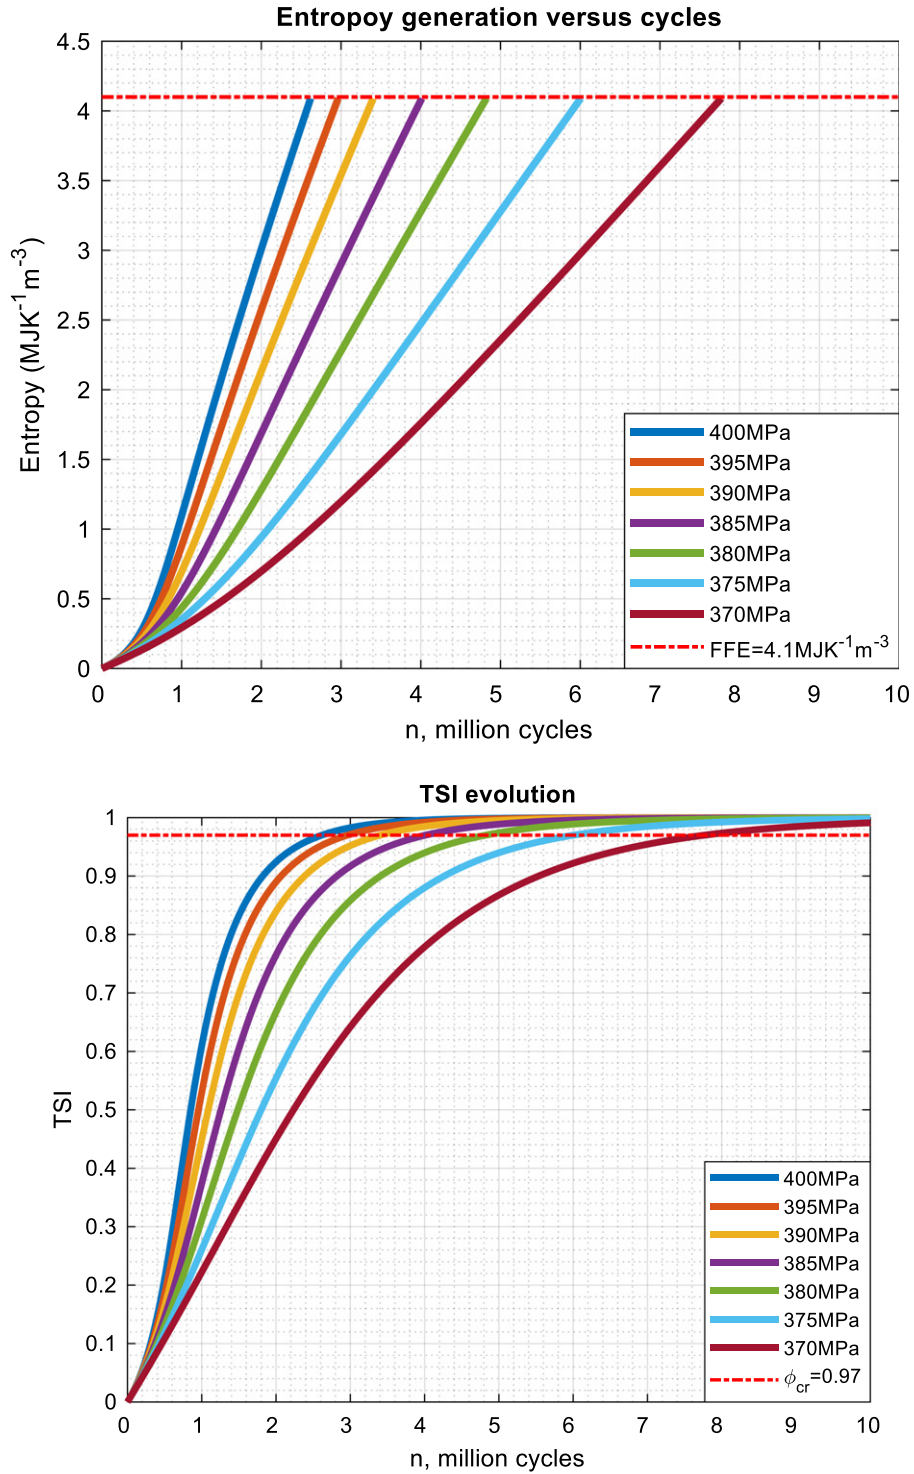 Entropoy generation versus cycles
4.5
4
3.5
3
2.5
2
1.5
1
0.5
0
Entropy (MJK-1m-3)
400MPa
395MPa
390MPa
385MPa
380MPa
375MPa
370MPa
FFE=4.1MJK-1m-3
0 1 2 3 4 5 6 7 8 9 10
n, million cycles
TSI evolution
1
0.9
0.8
0.7
0.6
0.5
0.4
0.3
0.2
0.1
0
TSI
400MPa
395MPa
390MPa
385MPa
380MPa
375MPa
370MPa
ϕcr=0.97
0 1 2 3 4 5 6 7 8 9 10
n, million cycles